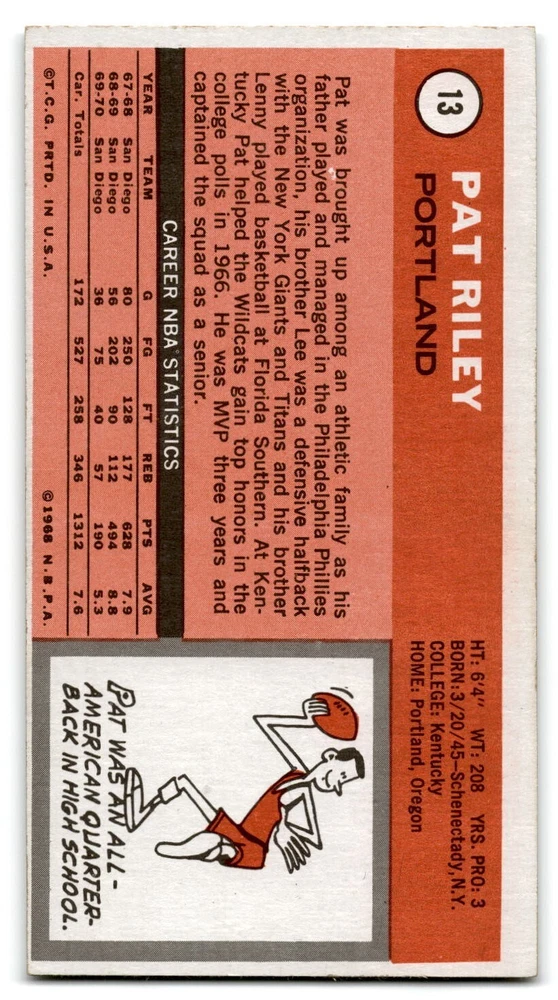 13
PAT RILEY
PORTLAND
HT: 6'4" WT: 208 YRS. PRO: 3
BORN: 3/20/45—Schenectady, N.Y.
COLLEGE: Kentucky
HOME: Portland, Oregon
Pat was brought up among an athletic family as his
father played and managed in the Philadelphia Phillies
organization, his brother Lee was a defensive halfback
with the New York Giants and Titans and his brother
Lenny played basketball at Florida Southern. At Ken-
tucky Pat helped the Wildcats gain top honors in the
college polls in 1966. He was MVP three years and
captained the squad as a senior.
CAREER NBA STATISTICS
YEAR TEAM G FG FT REB PTS AVG
67-68 San Diego 80 250 128 177 628 7.9
68-69 San Diego 56 202 90 112 494 8.8
69-70 San Diego 36 75 40 57 190 5.3
Car. Totals 172 527 258 346 1312 7.6
©T.C.G. PRTD. IN U.S.A. ©1968 N.B.P.A.
PAT WAS AN ALL-
AMERICAN QUARTER-
BACK IN HIGH SCHOOL.